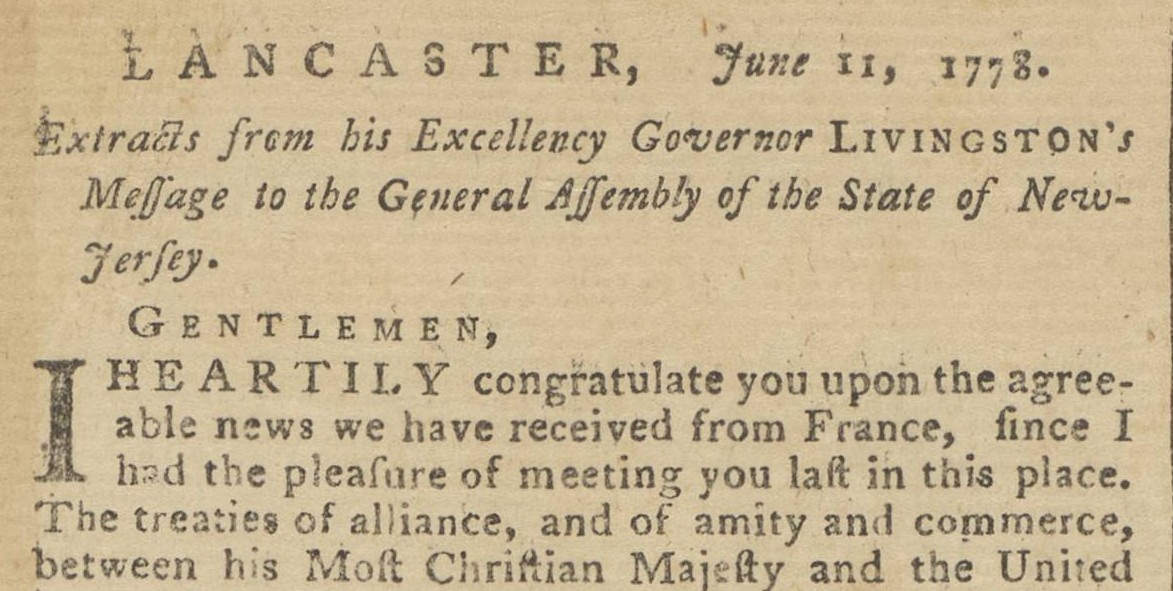 LANCASTER, June 11, 1778.
Extracts from his Excellency Governor LIVINGSTON's
Meſſage to the General Aſſembly of the State of New-
Jerſey.
GENTLEMEN,
I HEARTILY congratulate you upon the agree-
able news we have received from France, ſince I
had the pleaſure of meeting you laſt in this place.
The treaties of alliance, and of amity and commerce,
between his Moſt Chriſtian Majeſty and the United